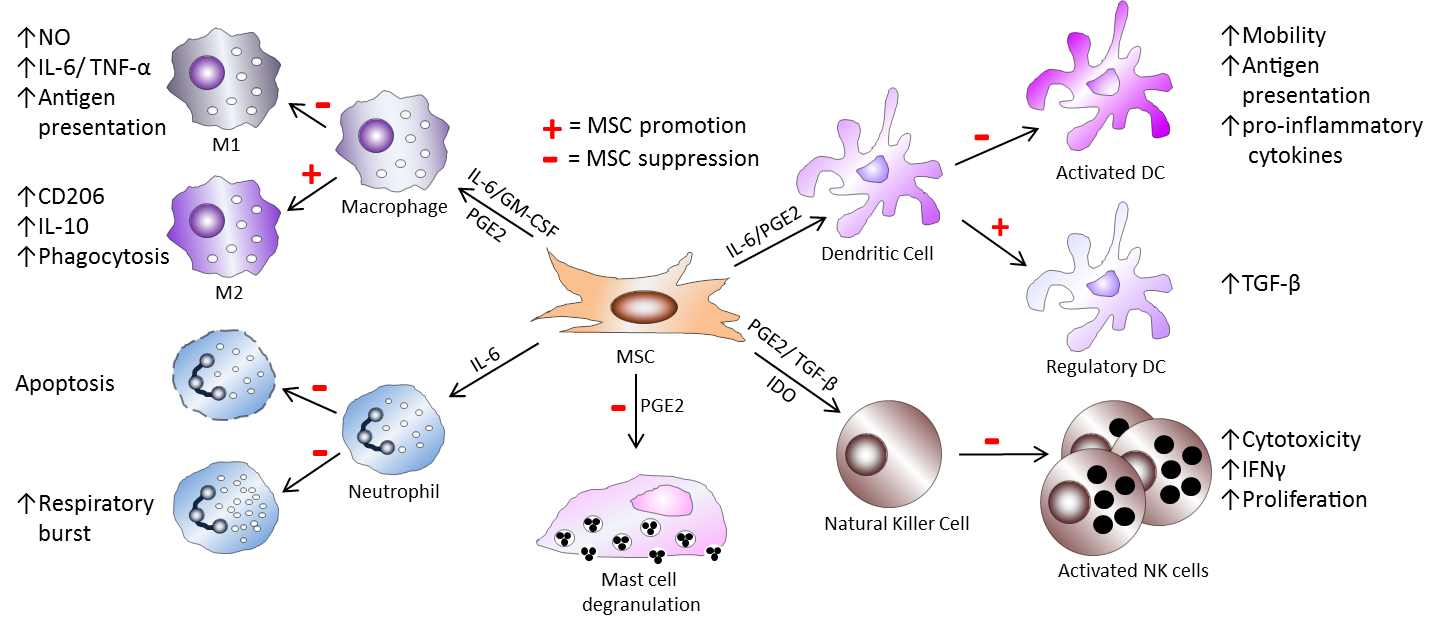 ↑NO
↑IL-6/ TNF-α
↑Antigen
presentation
M1
Macrophage
↑CD206
↑IL-10
↑Phagocytosis
M2
+ = MSC promotion
- = MSC suppression
-
+
IL-6/GM-CSF
PGE2
IL-6/PGE2
Dendritic Cell
-
+
Activated DC
↑Mobility
↑Antigen
presentation
↑pro-inflammatory
cytokines
Regulatory DC
↑TGF-β
MSC
IL-6
Apoptosis
-
-
Neutrophil
↑Respiratory
burst
- PGE2
Mast cell
degranulation
PGE2/ TGF-β
IDO
Natural Killer Cell
-
Activated NK cells
↑Cytotoxicity
↑IFNγ
↑Proliferation